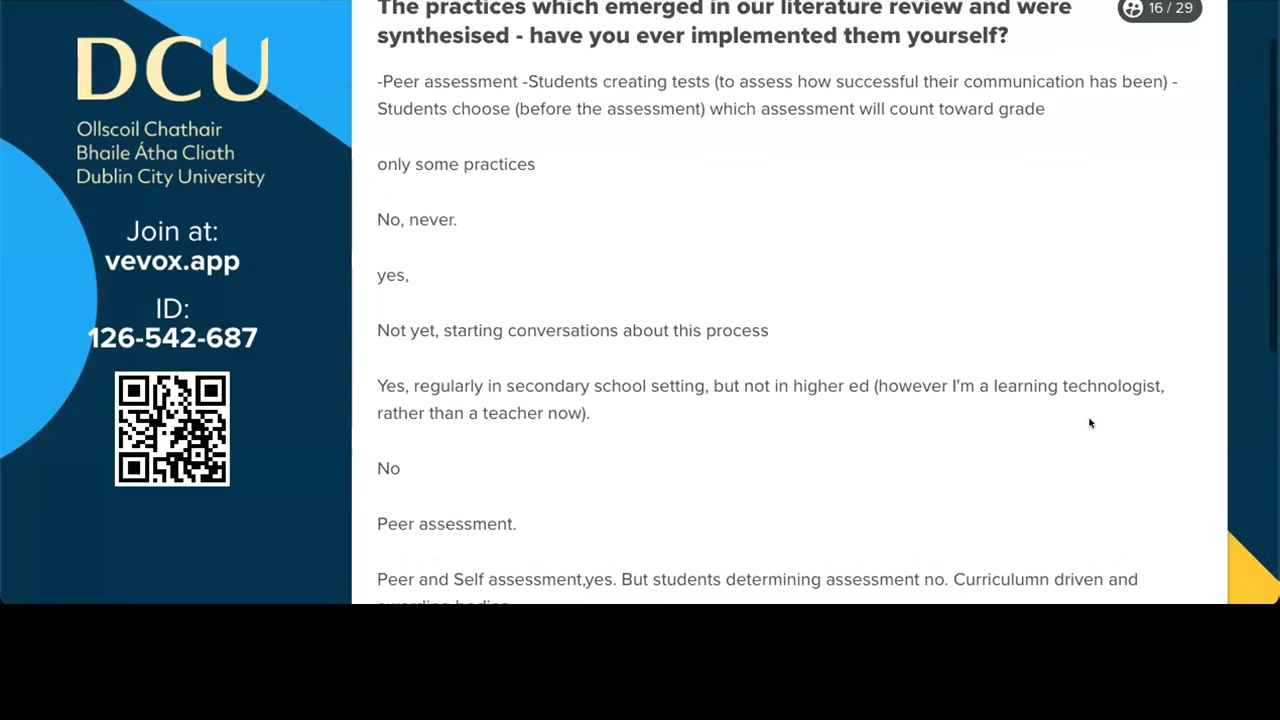 DCU
Ollscoil Chathair
Bhaile Átha Cliath
Dublin City University
Join at:
vevox.app
ID:
126-542-687
The practices which emerged in our literature review and were
synthesised - have you ever implemented them yourself?
16 / 29
-Peer assessment -Students creating tests (to assess how successful their communication has been) -
Students choose (before the assessment) which assessment will count toward grade
only some practices
No, never.
yes,
Not yet, starting conversations about this process
Yes, regularly in secondary school setting, but not in higher ed (however I'm a learning technologist,
rather than a teacher now).
No
Peer assessment.
Peer and Self assessment,yes. But students determining assessment no. Curriculumn driven and